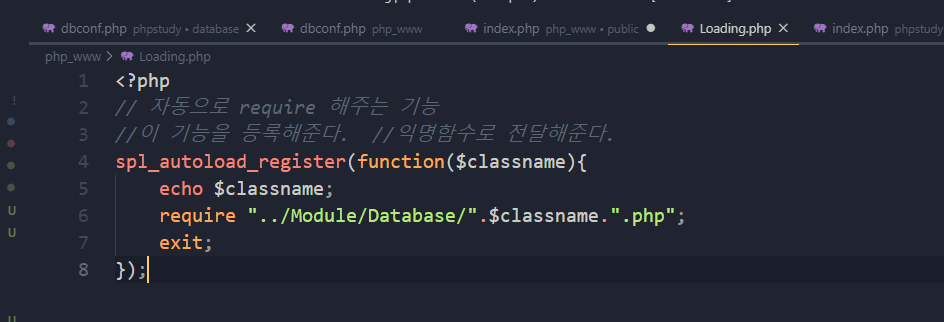 dbconf.php phpstudy • database × dbconf.php php_www index.php php_www • public ● Loading.php × index.php phpstudy
php_www > Loading.php
1 <?php
2 // 자동으로 require 해주는 기능
3 //이 기능을 등록해준다. //익명함수로 전달해준다.
4 spl_autoload_register(function($classname){
5 echo $classname;
6 require "../Module/Database/".$classname.".php";
7 exit;
8 });
!
U
U
U